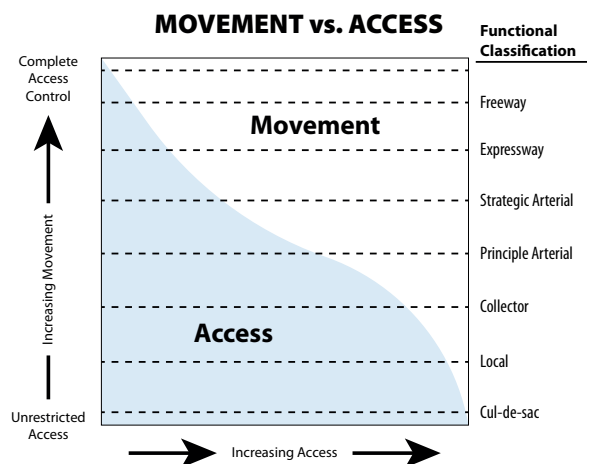 MOVEMENT vs. ACCESS
Functional
Classification
Complete
Access
Control
Freeway
Movement
Expressway
Strategic Arterial
Increasing Movement
Principle Arterial
Collector
Access
Local
Unrestricted
Access
Cul-de-sac
Increasing Access